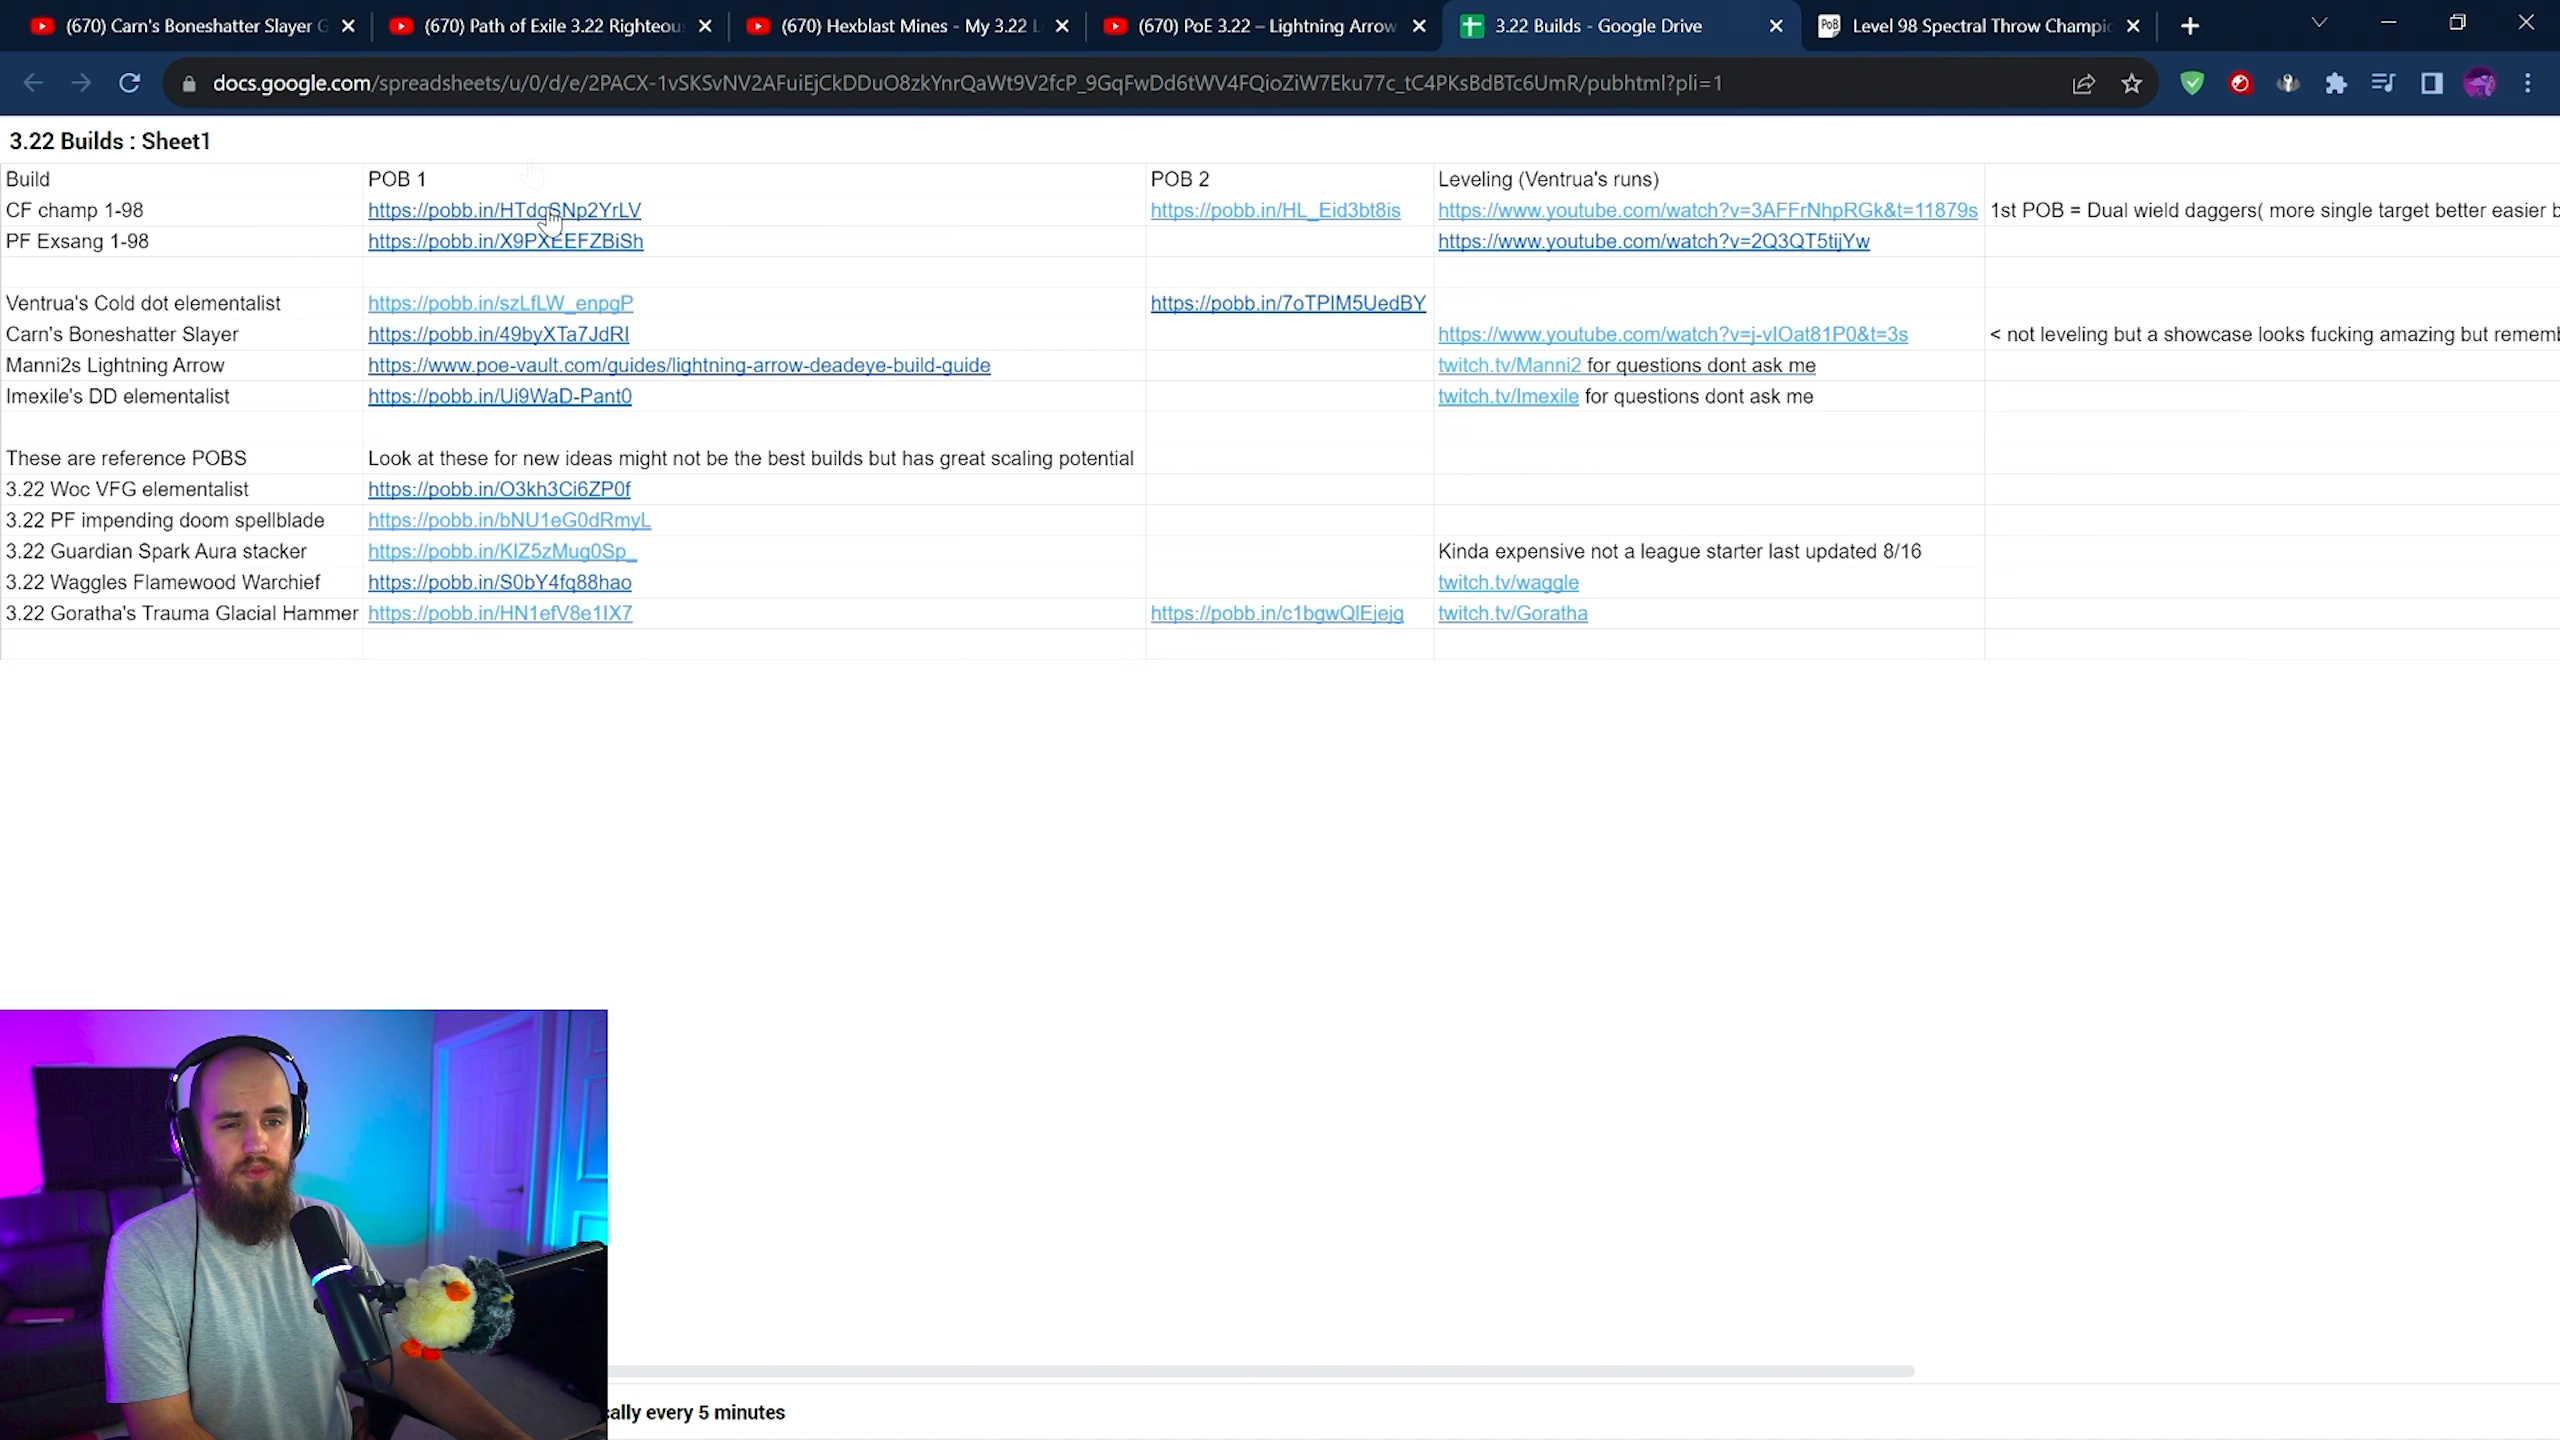 (670) Carn's Boneshatter Slayer G
(670) Path of Exile 3.22 Righteou
(670) Hexblast Mines - My 3.22 L
(670) PoE 3.22 – Lightning Arrow
3.22 Builds - Google Drive
PoB Level 98 Spectral Throw Champi
docs.google.com/spreadsheets/u/0/d/e/2PACX-1vSKSvNV2AFuiEjCkDDuO8zkYnrQaWt9V2fcP_9GqFwDd6tWV4FQioZiW7Eku77c_tC4PKsBdBTc6UmR/pubhtml?pli=1
3.22 Builds : Sheet1
Build POB 1 POB 2 Leveling (Ventrua's runs)
CF champ 1-98 https://pobb.in/HTdqSNp2YrLV https://pobb.in/HL_Eid3bt8is https://www.youtube.com/watch?v=3AFFrNhpRGk&t=11879s 1st POB = Dual wield daggers( more single target better easier b
PF Exsang 1-98 https://pobb.in/X9PXEEFZBiSh https://www.youtube.com/watch?v=2Q3QT5tijYw
Ventrua's Cold dot elementalist https://pobb.in/szLfLW_enpgP https://pobb.in/7oTPIM5UedBY
Carn's Boneshatter Slayer https://pobb.in/49byXTa7JdRI https://www.youtube.com/watch?v=j-vIOat81P0&t=3s < not leveling but a showcase looks fucking amazing but rememb
Manni2s Lightning Arrow https://www.poe-vault.com/guides/lightning-arrow-deadeye-build-guide twitch.tv/Manni2 for questions dont ask me
Imexile's DD elementalist https://pobb.in/Ui9WaD-Pant0 twitch.tv/Imexile for questions dont ask me
These are reference POBS Look at these for new ideas might not be the best builds but has great scaling potential
3.22 Woc VFG elementalist https://pobb.in/O3kh3Ci6ZP0f
3.22 PF impending doom spellblade https://pobb.in/bNU1eG0dRmyL
3.22 Guardian Spark Aura stacker https://pobb.in/KIZ5zMug0Sp_ Kinda expensive not a league starter last updated 8/16
3.22 Waggles Flamewood Warchief https://pobb.in/S0bY4fq88hao twitch.tv/waggle
3.22 Goratha's Trauma Glacial Hammer https://pobb.in/HN1efV8e1IX7 https://pobb.in/c1bgwQlEjejg twitch.tv/Goratha
cally every 5 minutes